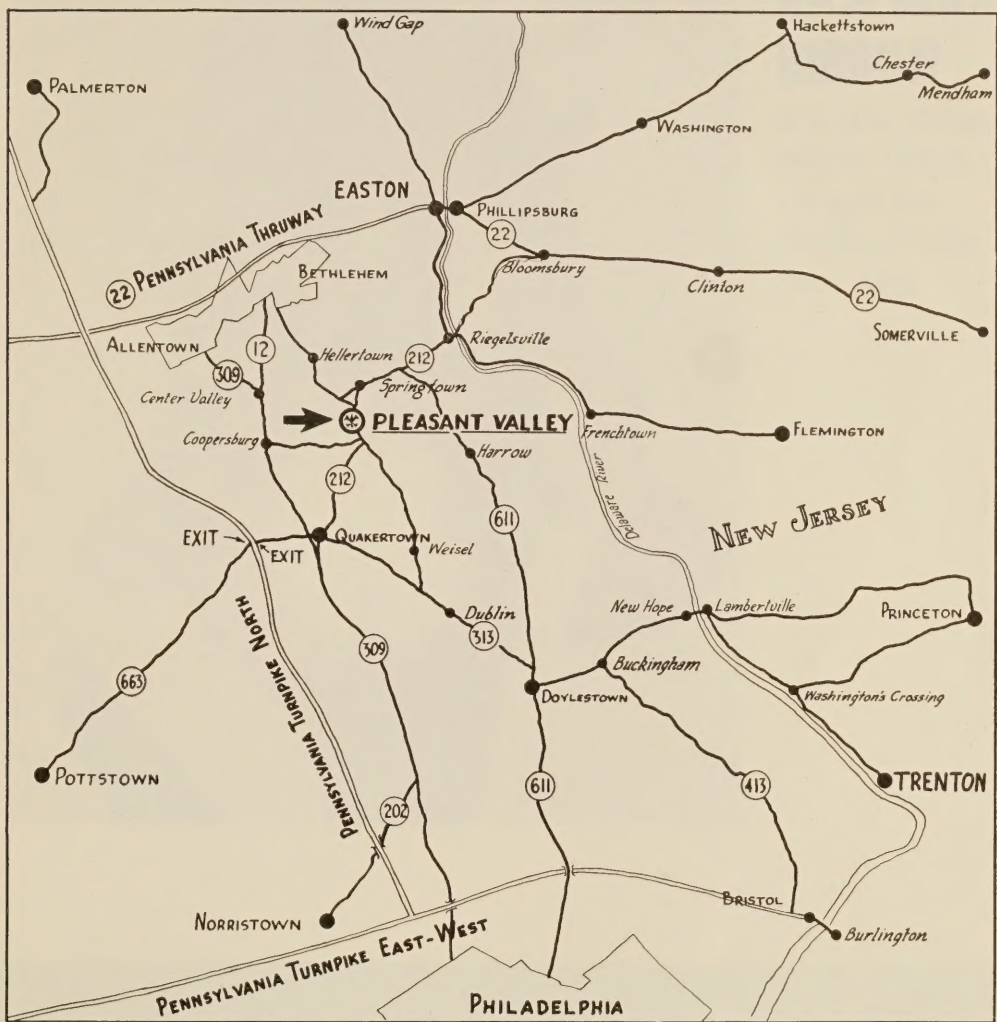 Wind Gap
Hackettstown
Chester
Mendham
PALMERTON
WASHINGTON
EASTON
PHILLIPSBURG
22 PENNSYLVANIA THRUWAY
22
BETHLEHEM
Bloomsbury
Clinton
22
SOMERVILLE
ALLENTOWN
12
Hellertown
212
Riegelsville
309
Springtown
Center Valley
PLEASANT VALLEY
Frenchtown
FLEMINGTON
Coopersburg
Harrow
212
Delaware River
NEW JERSEY
611
EXIT
EXIT
QUAKERTOWN
Weisel
Dublin
New Hope
Lambertville
PRINCETON
313
309
Buckingham
663
DOYLESTOWN
Washington's Crossing
PENNSYLVANIA TURNPIKE NORTH
POTTSTOWN
202
611
413
TRENTON
NORRISTOWN
BRISTOL
Burlington
PENNSYLVANIA TURNPIKE EAST-WEST
PHILADELPHIA